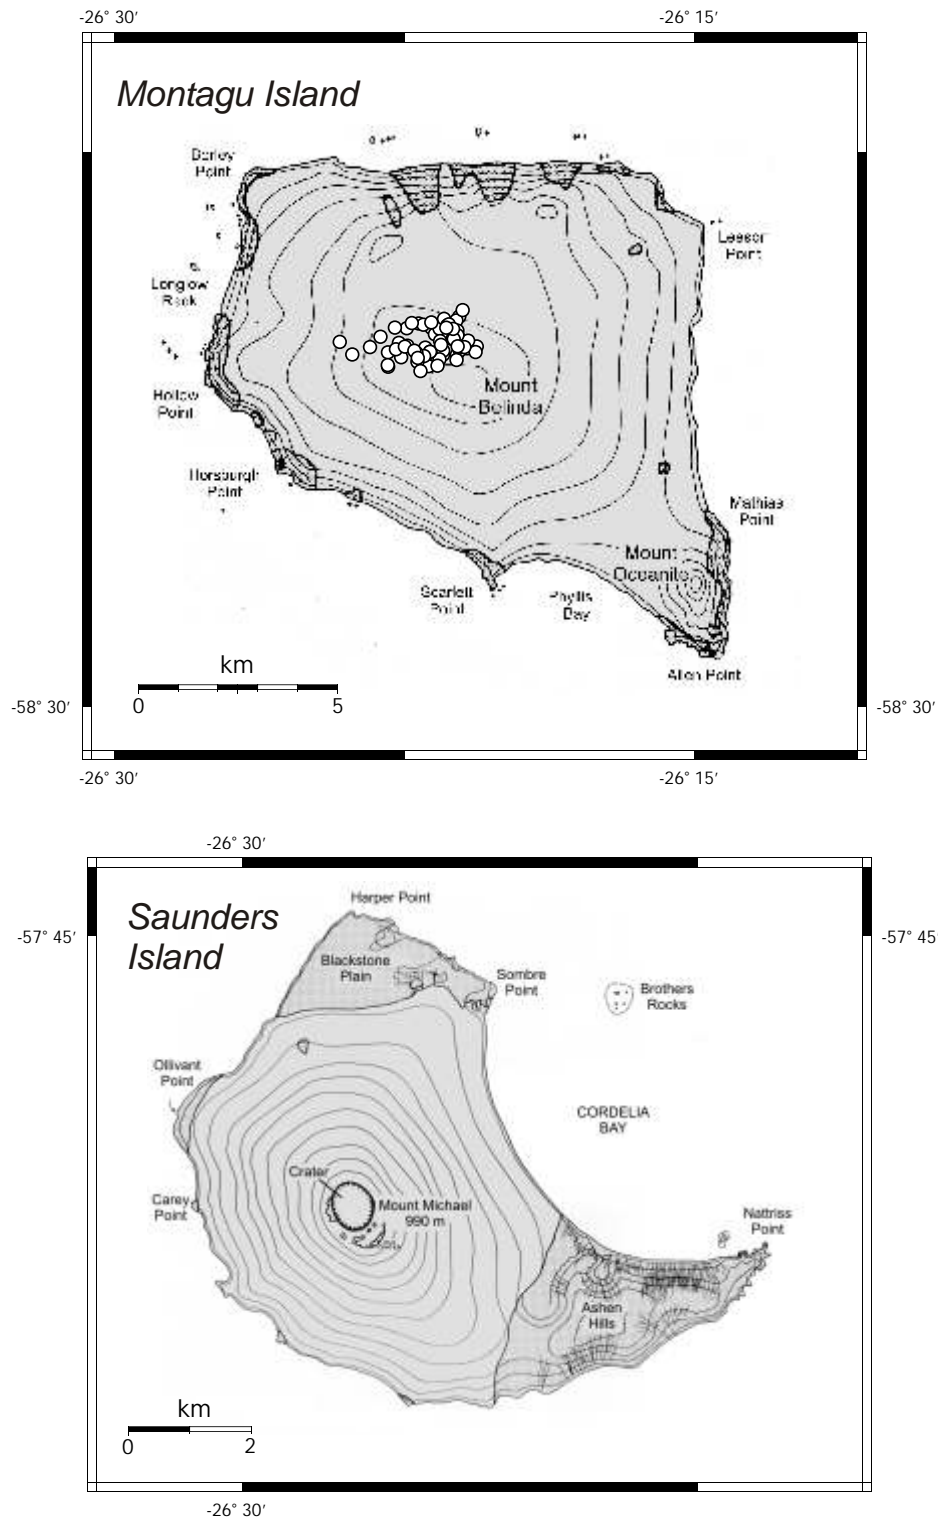 -26° 30'
-26° 15'
Montagu Island
Point
Leeson
Point
Longlow
Rock
Hollow
Point
Mount
Belinda
Horsburgh
Point
Mathias
Point
Mount
Oceanite
Scarlett
Point
Phyllis
Bay
Allen Point
km
0
5
-58° 30'
-58° 30'
-26° 30'
-26° 15'
-26° 30'
Saunders
Island
Harper Point
-57° 45'
-57° 45
Blackstone
Plain
Sombre
Point
Brothers
Rocks
Ollivant
Point
CORDELIA
BAY
Crater
Carey
Point
Mount Michael
990 m
Nattriss
Point
Ashen
Hills
km
0
2
-26° 30'